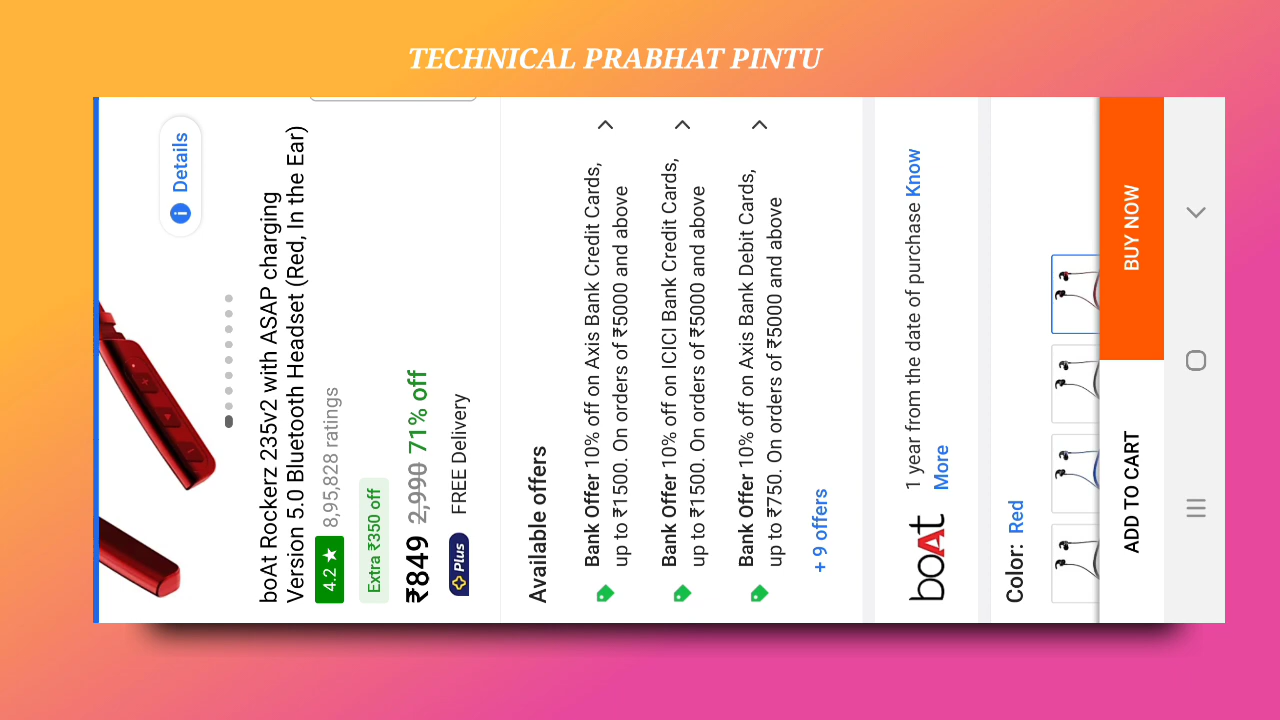 TECHNICAL PRABHAT PINTU
Details
boAt Rockerz 235v2 with ASAP charging
Version 5.0 Bluetooth Headset (Red, In the Ear)
4.2 ★ 8,95,828 ratings
Extra ₹350 off
₹849 2,990 71% off
Plus FREE Delivery
Available offers
Bank Offer 10% off on Axis Bank Credit Cards,
up to ₹1500. On orders of ₹5000 and above
Bank Offer 10% off on ICICI Bank Credit Cards,
up to ₹1500. On orders of ₹5000 and above
Bank Offer 10% off on Axis Bank Debit Cards,
up to ₹750. On orders of ₹5000 and above
+ 9 offers
boAt
1 year from the date of purchase Know
More
Color: Red
ADD TO CART
BUY NOW